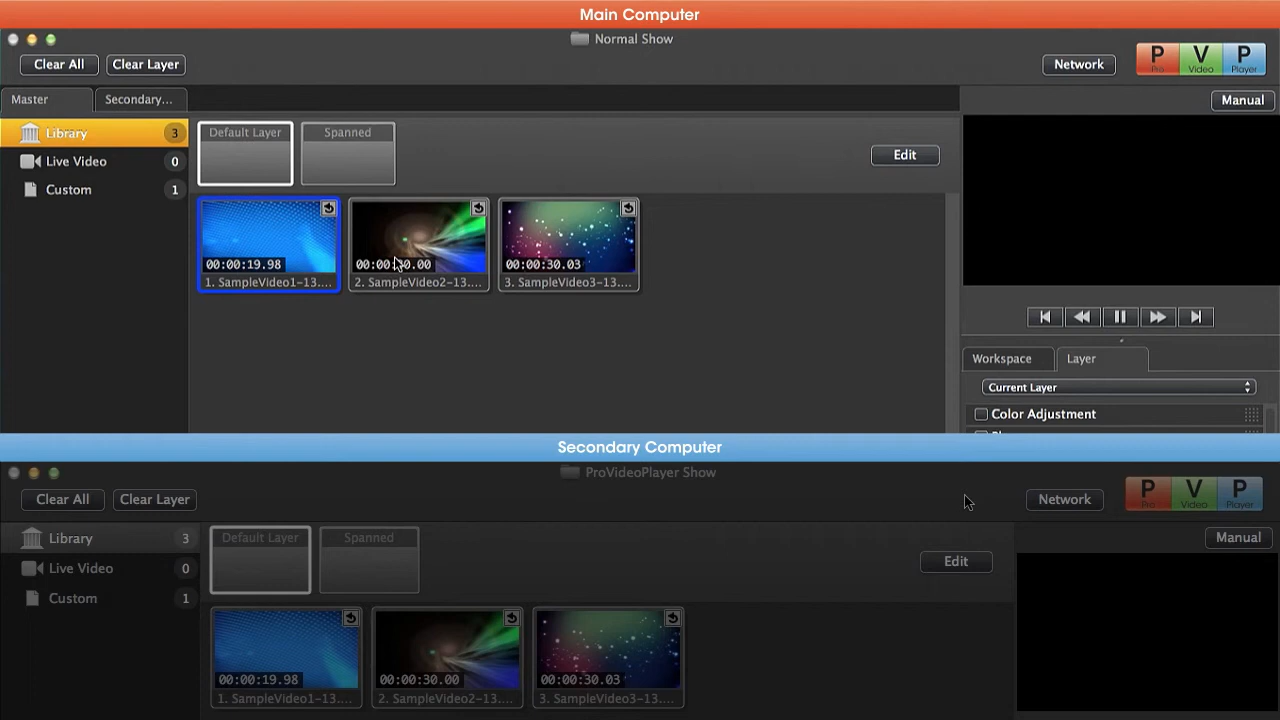 Main Computer
Normal Show
Clear All
Clear Layer
Network
P Pro V Video P Player
Master
Secondary...
Manual
Library 3
Default Layer
Spanned
Live Video 0
Edit
Custom 1
00:00:19.98
00:00:30.00
00:00:30.03
1. SampleVideo1-13....
2. SampleVideo2-13....
3. SampleVideo3-13....
Workspace
Layer
Current Layer
Color Adjustment
Secondary Computer
ProVideoPlayer Show
Clear All
Clear Layer
Network
P Pro V Video P Player
Library 3
Default Layer
Spanned
Manual
Live Video 0
Edit
Custom 1
00:00:19.98
00:00:30.00
00:00:30.03
1. SampleVideo1-13....
2. SampleVideo2-13....
3. SampleVideo3-13....